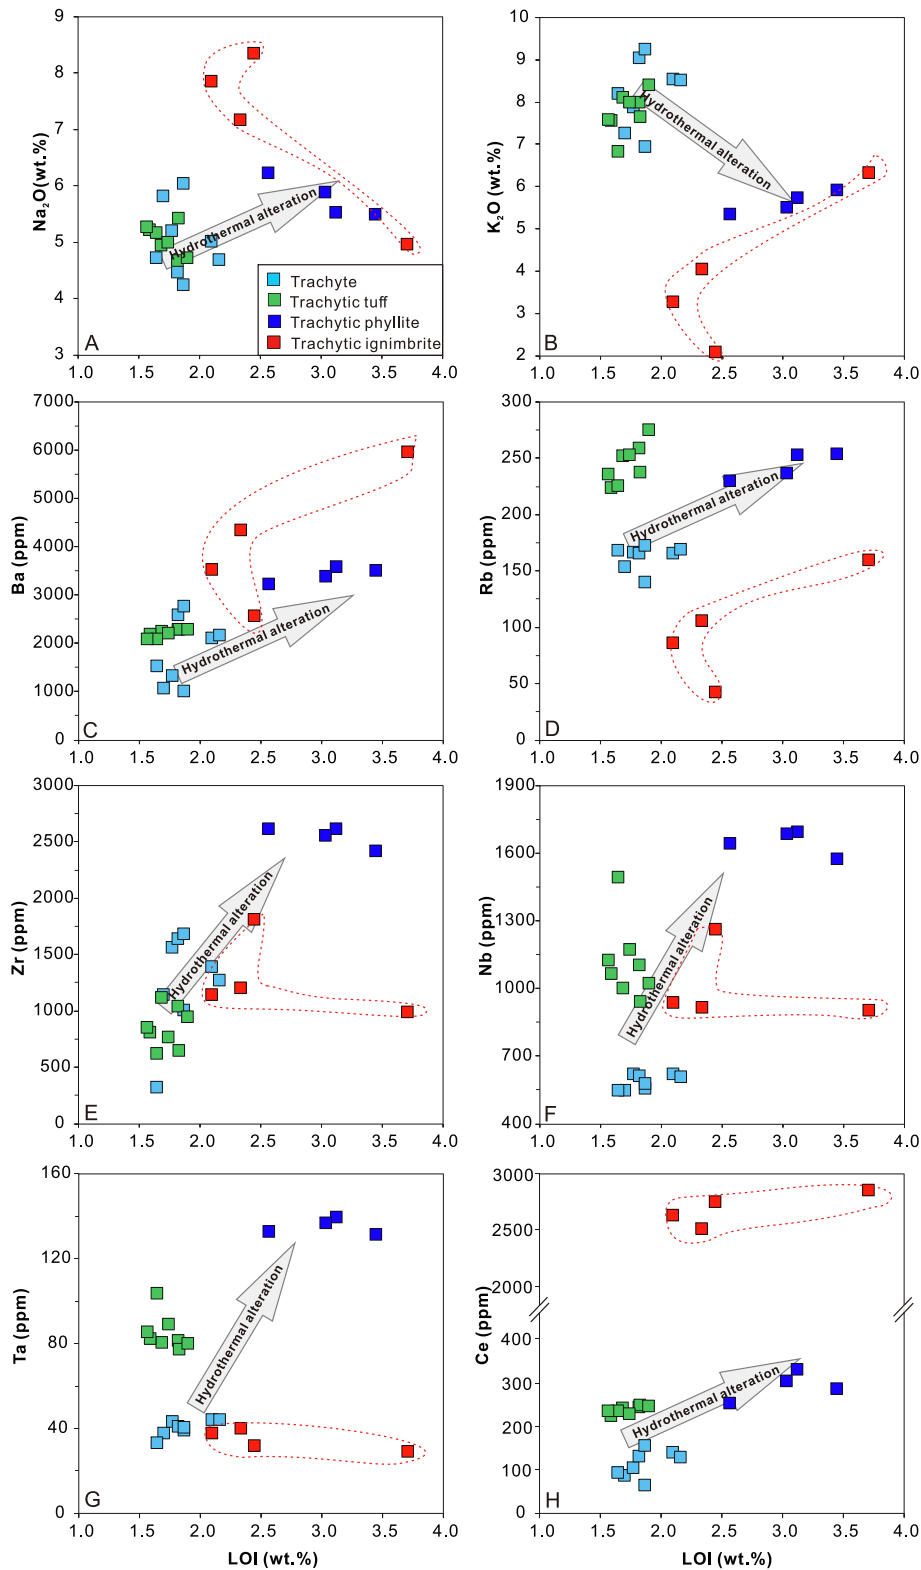 9
8
7
6
5
4
3
Na2O(wt.%)
Hydrothermal alteration
A
Trachyte
Trachytic tuff
Trachytic phyllite
Trachytic ignimbrite
1.0 1.5 2.0 2.5 3.0 3.5 4.0
10
9
8
7
6
5
4
3
2
K2O (wt.%)
Hydrothermal alteration
B
1.0 1.5 2.0 2.5 3.0 3.5 4.0
7000
6000
5000
4000
3000
2000
1000
0
Ba (ppm)
Hydrothermal alteration
C
1.0 1.5 2.0 2.5 3.0 3.5 4.0
300
250
200
150
100
50
0
Rb (ppm)
Hydrothermal alteration
D
1.0 1.5 2.0 2.5 3.0 3.5 4.0
3000
2500
2000
1500
1000
500
0
Zr (ppm)
Hydrothermal alteration
E
1.0 1.5 2.0 2.5 3.0 3.5 4.0
1900
1600
1300
1000
700
400
Nb (ppm)
Hydrothermal alteration
F
1.0 1.5 2.0 2.5 3.0 3.5 4.0
160
120
80
40
0
Ta (ppm)
Hydrothermal alteration
G
1.0 1.5 2.0 2.5 3.0 3.5 4.0
LOI (wt.%)
3000
2500
2000
400
300
200
100
0
Ce (ppm)
Hydrothermal alteration
H
1.0 1.5 2.0 2.5 3.0 3.5 4.0
LOI (wt.%)